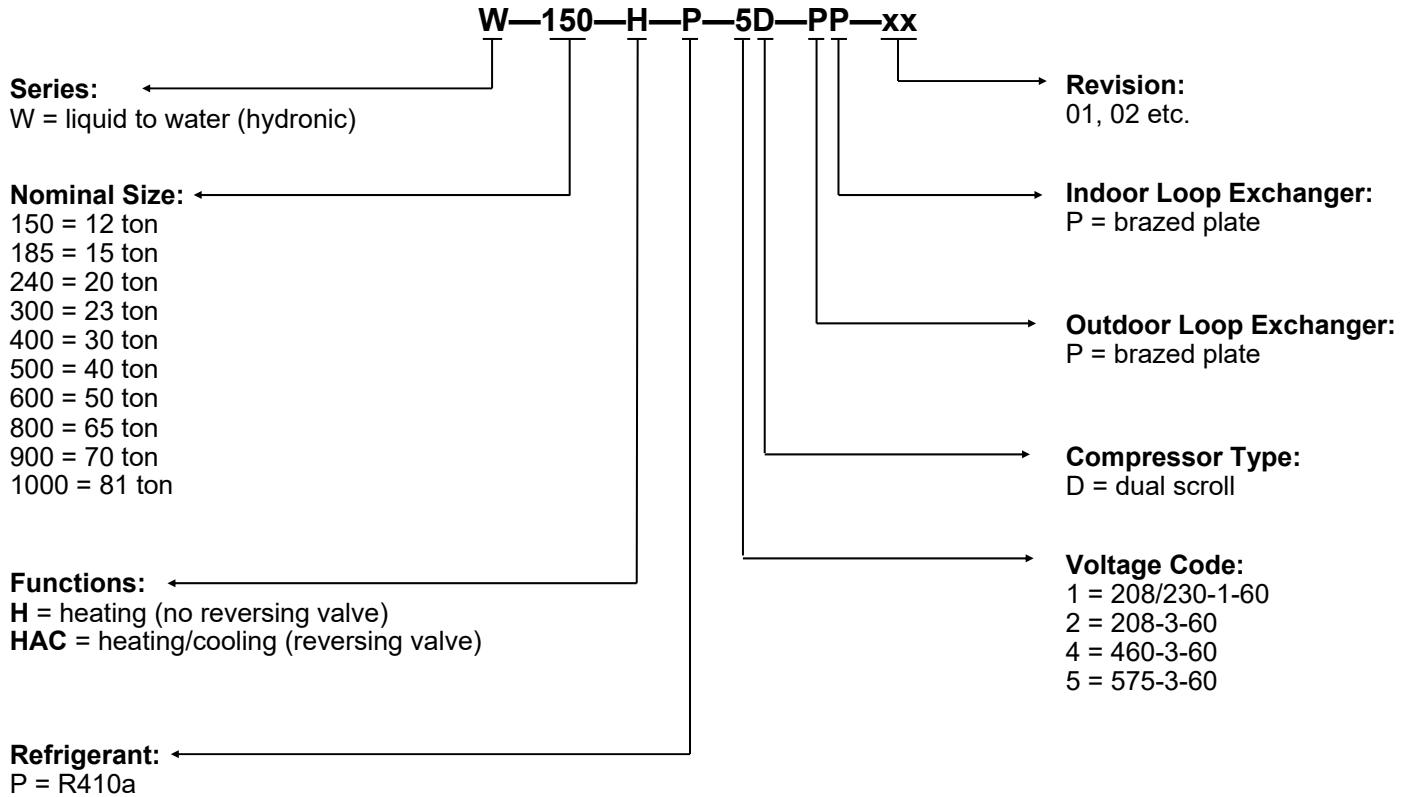 W—150—H—P—5D—PP—xx
Series:
W = liquid to water (hydronic)
Nominal Size:
150 = 12 ton
185 = 15 ton
240 = 20 ton
300 = 23 ton
400 = 30 ton
500 = 40 ton
600 = 50 ton
800 = 65 ton
900 = 70 ton
1000 = 81 ton
Functions:
H = heating (no reversing valve)
HAC = heating/cooling (reversing valve)
Refrigerant:
P = R410a
Revision:
01, 02 etc.
Indoor Loop Exchanger:
P = brazed plate
Outdoor Loop Exchanger:
P = brazed plate
Compressor Type:
D = dual scroll
Voltage Code:
1 = 208/230-1-60
2 = 208-3-60
4 = 460-3-60
5 = 575-3-60